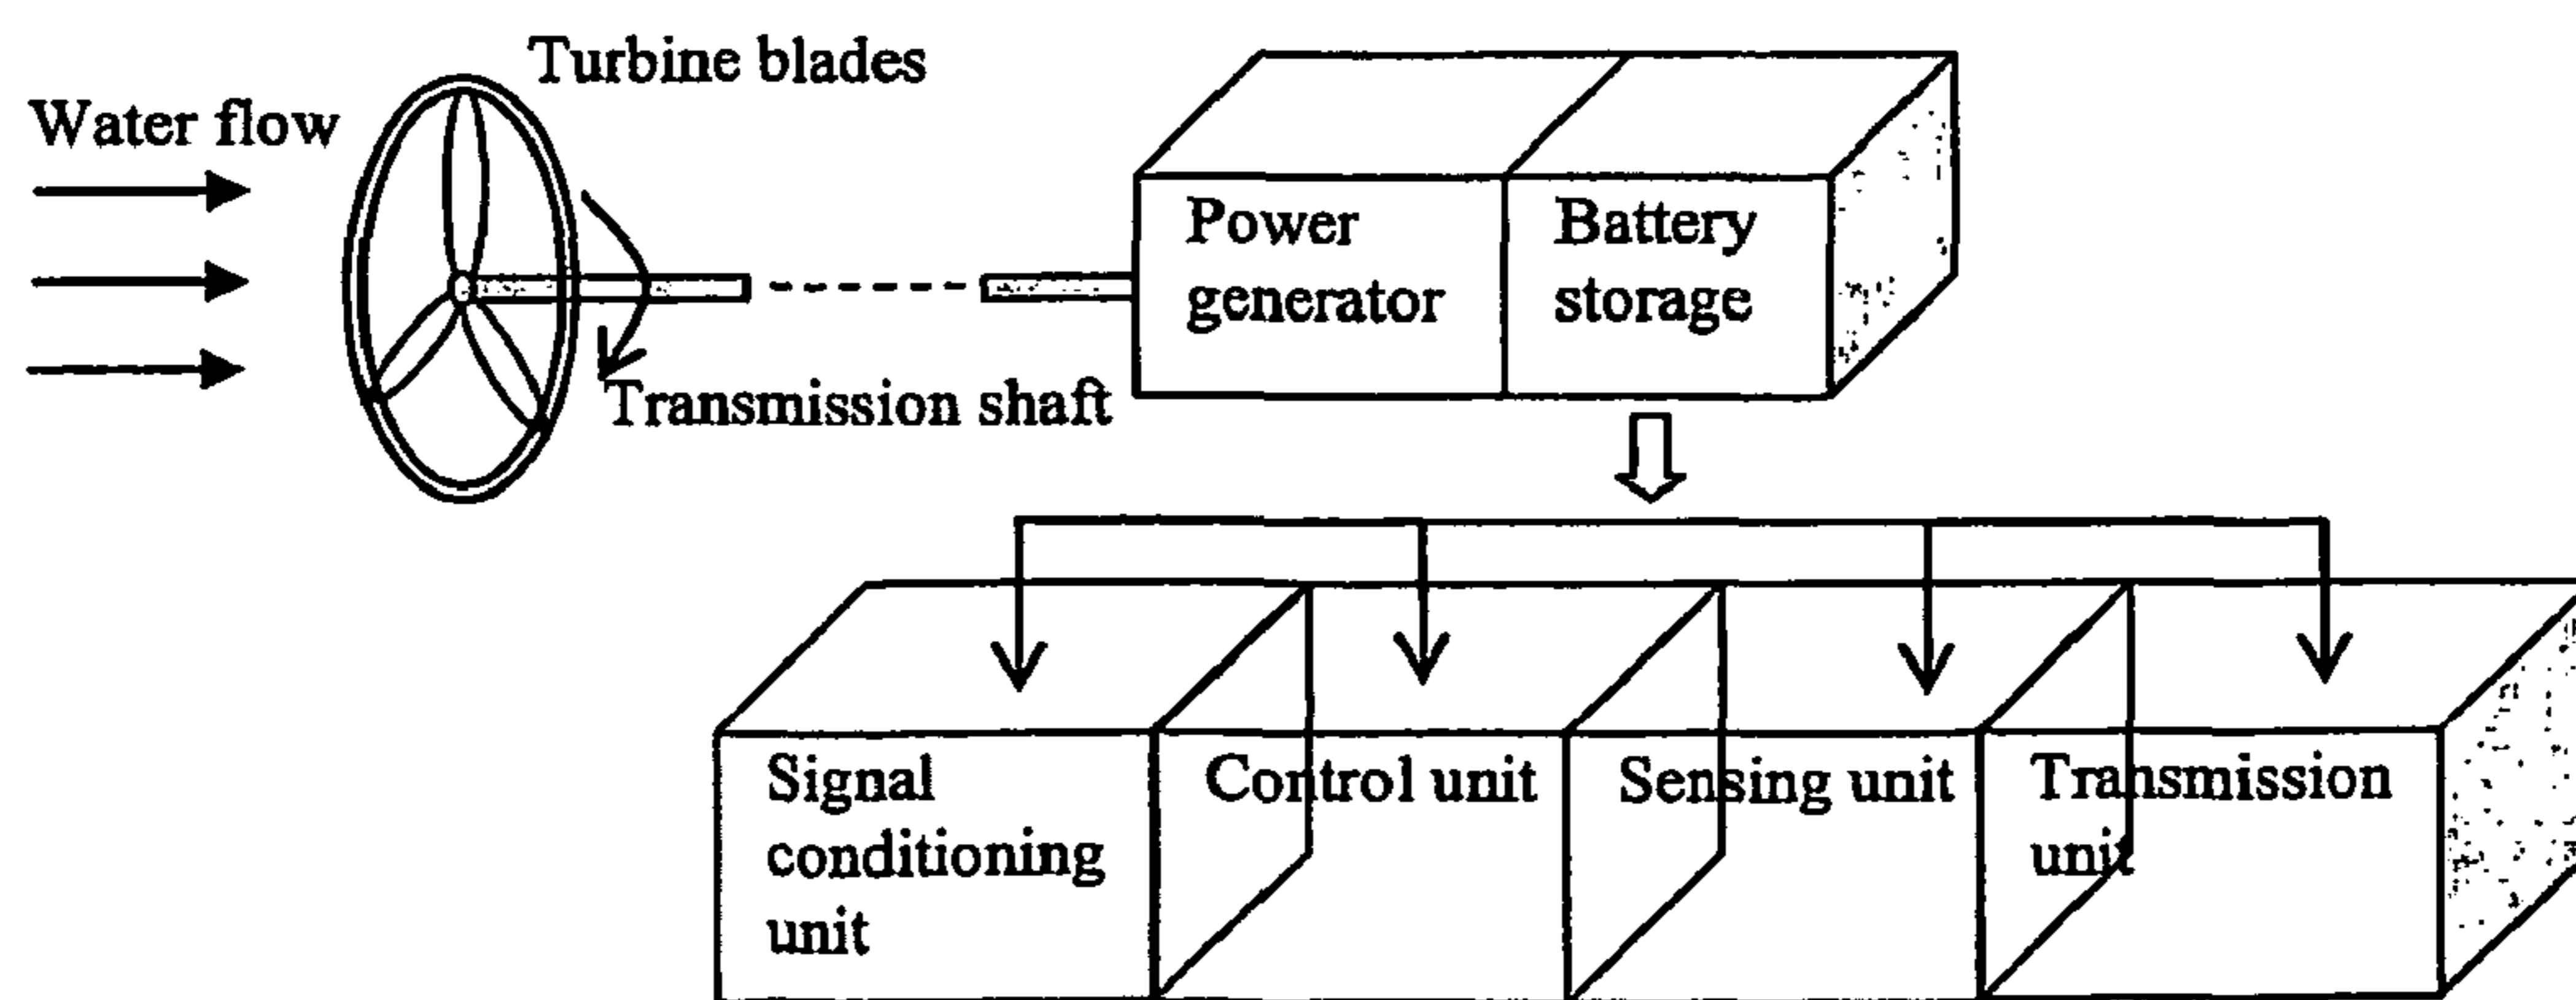 Turbine blades
Water flow
Power
generator
Battery
storage
Transmission shaft
Signal
conditioning
unit
Control unit
Sensing unit
Transmission
unit